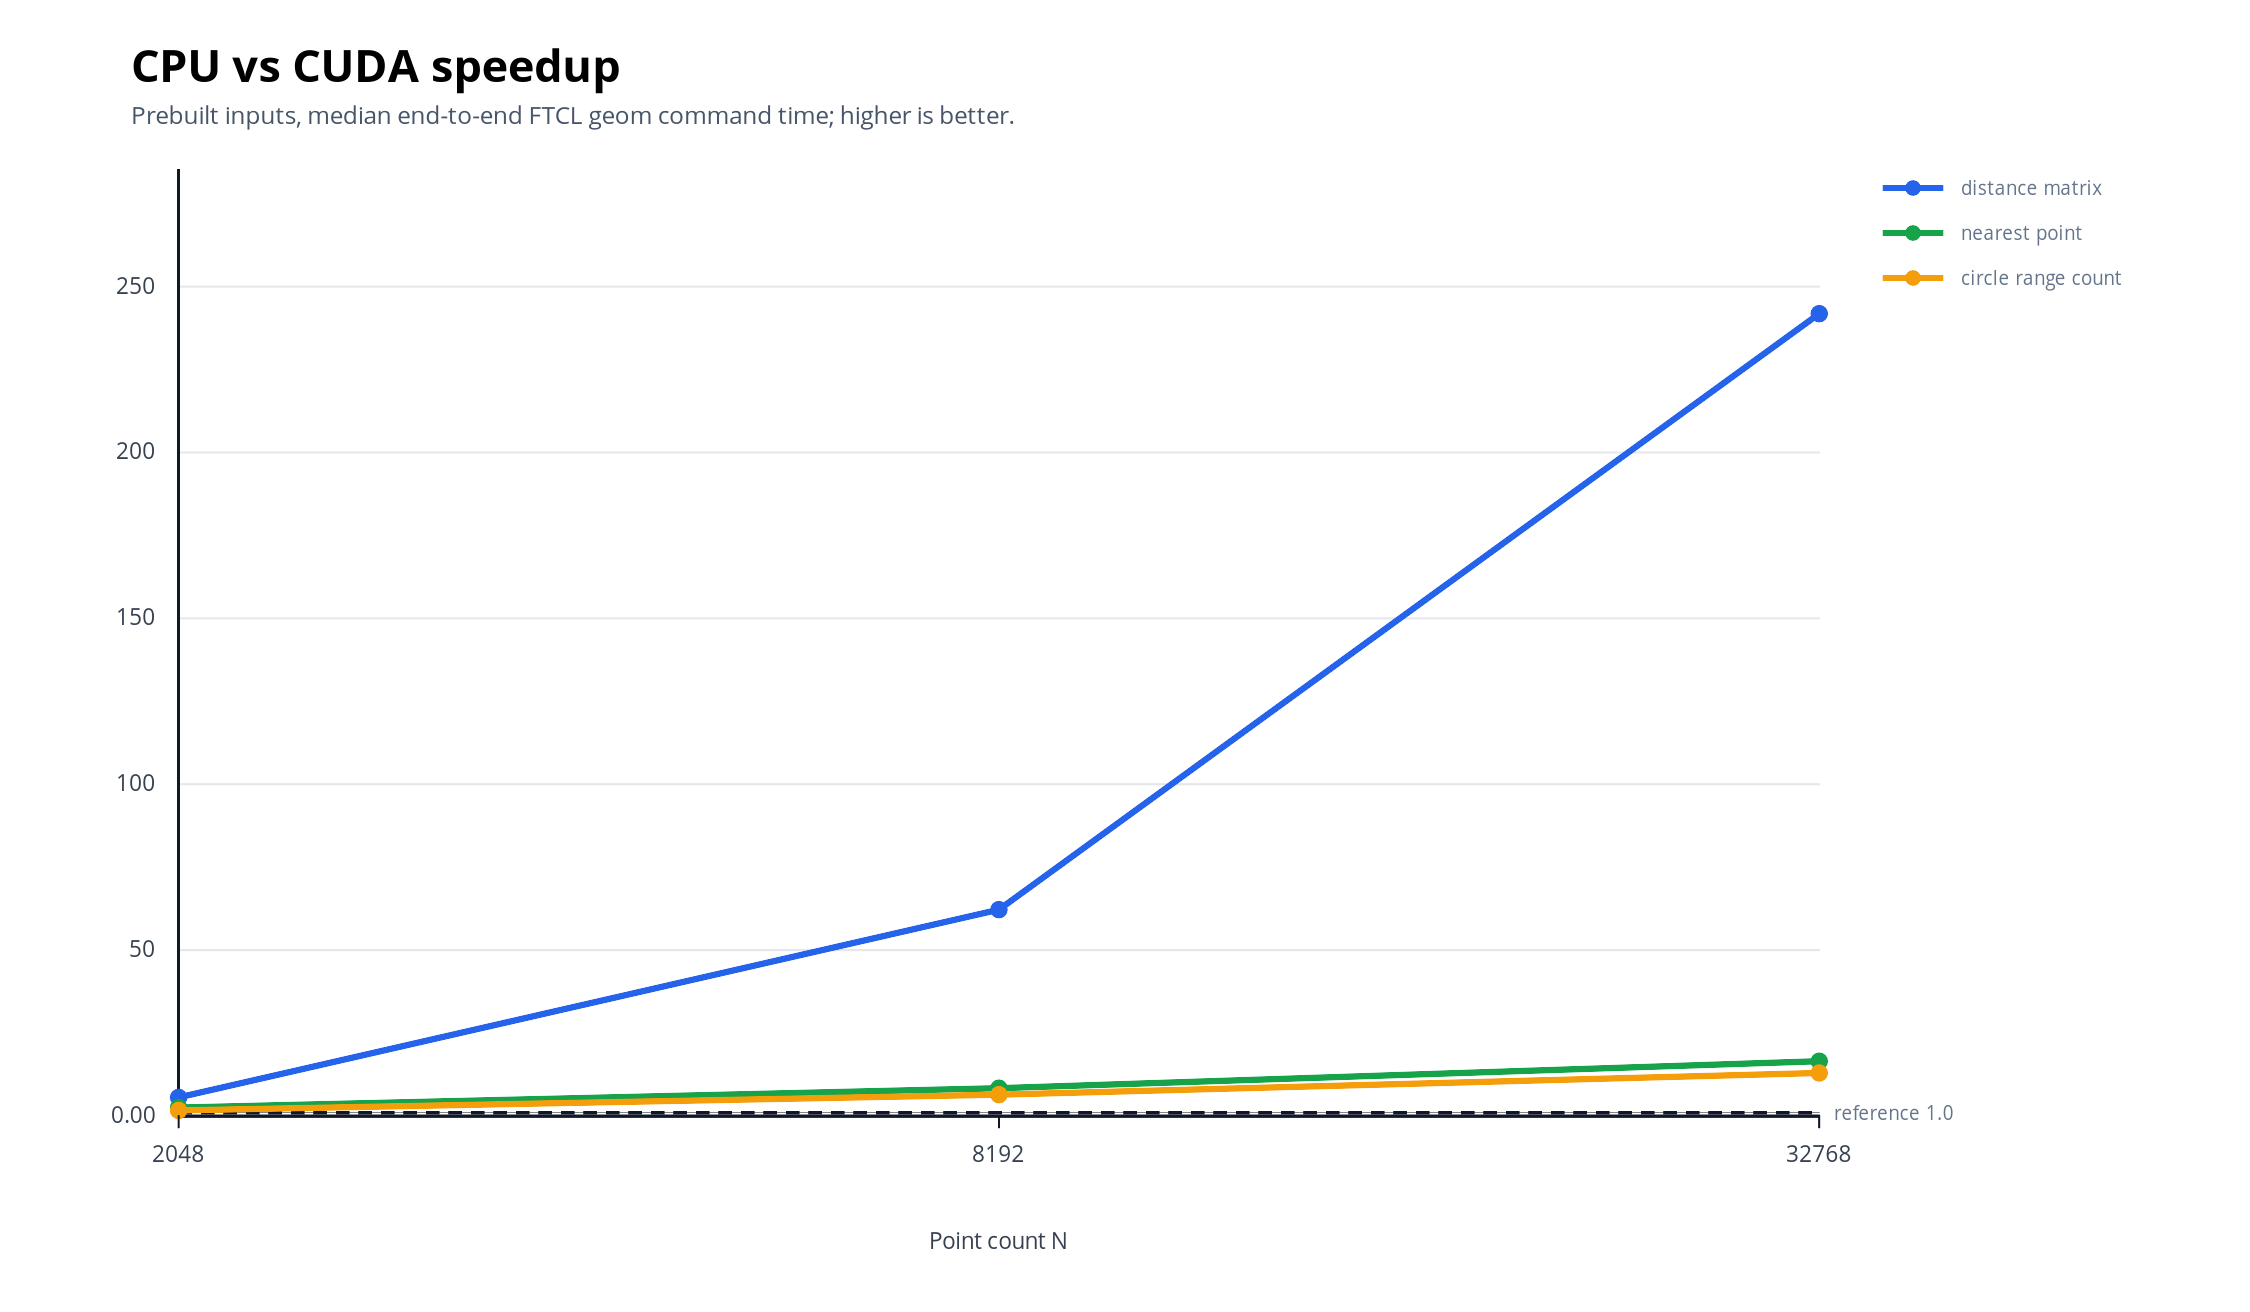 CPU vs CUDA speedup
Prebuilt inputs, median end-to-end FTCL geom command time; higher is better.
distance matrix
nearest point
circle range count
250
200
150
100
50
0.00
reference 1.0
2048
8192
32768
Point count N